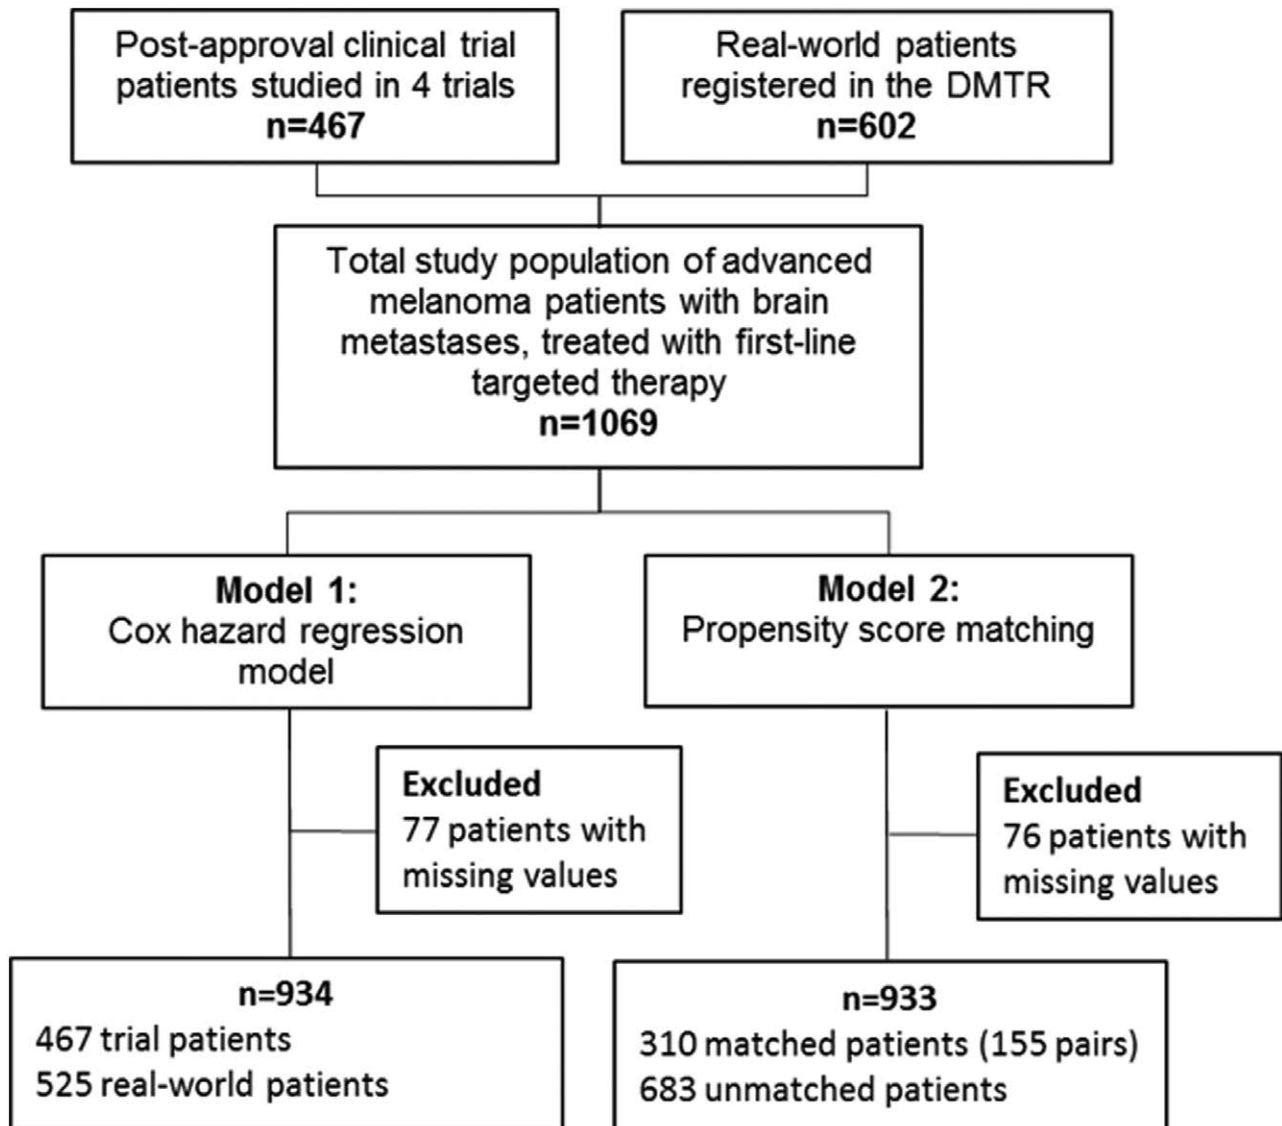 Post-approval clinical trial
patients studied in 4 trials
n=467
Real-world patients
registered in the DMTR
n=602
Total study population of advanced
melanoma patients with brain
metastases, treated with first-line
targeted therapy
n=1069
Model 1:
Cox hazard regression
model
Model 2:
Propensity score matching
Excluded
77 patients with
missing values
Excluded
76 patients with
missing values
n=934
467 trial patients
525 real-world patients
n=933
310 matched patients (155 pairs)
683 unmatched patients